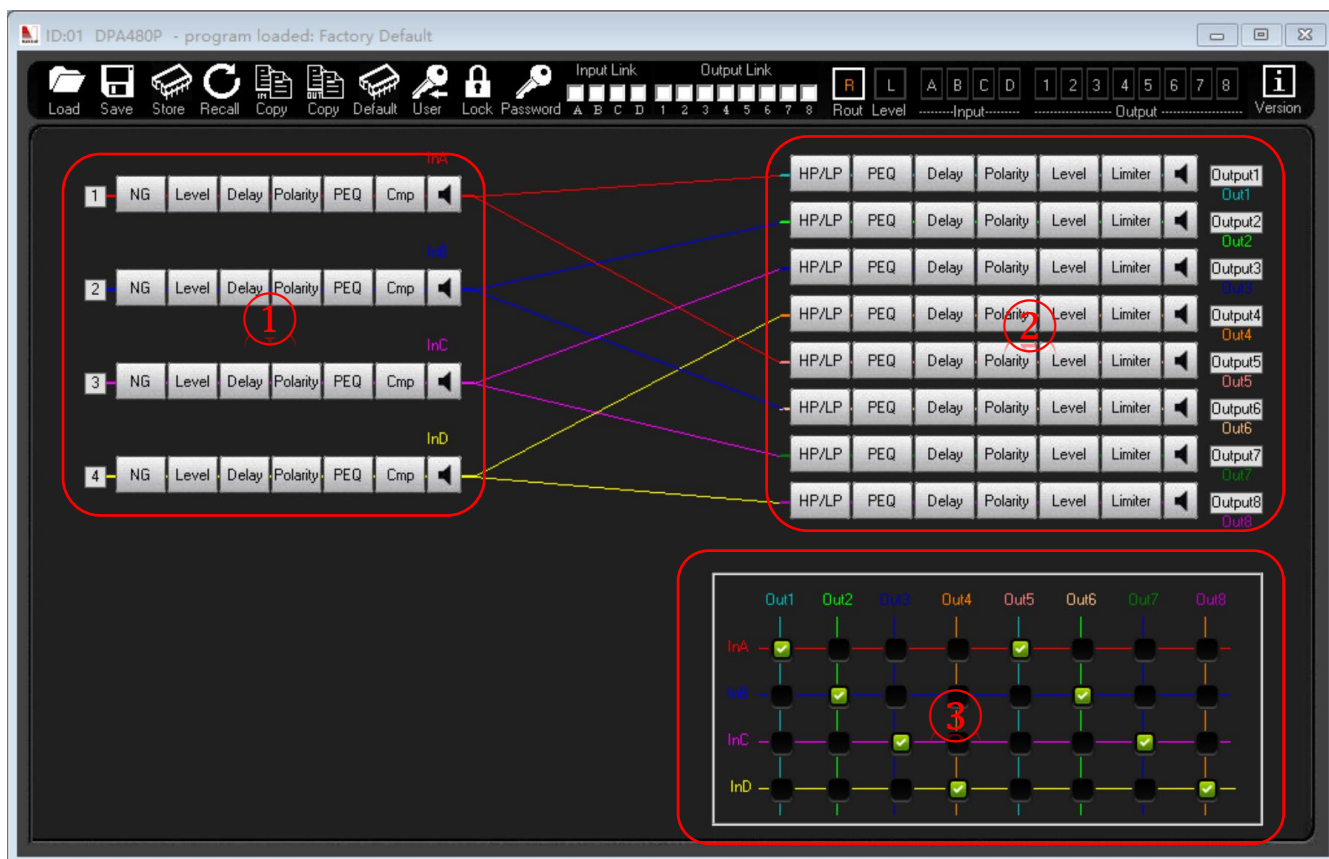 ID:01 DPA480P - program loaded: Factory Default
Input Link Output Link
R L A B C D 1 2 3 4 5 6 7 8 i
Load Save Store Recall Copy Copy Default User Lock Password A B C D 1 2 3 4 5 6 7 8 Rout Level ---------Input-------- ------------------ Output ------------------- Version
IN OUT
InA
1 NG Level Delay Polarity PEQ Cmp
InB
2 NG Level Delay Polarity PEQ Cmp
①
InC
3 NG Level Delay Polarity PEQ Cmp
InD
4 NG Level Delay Polarity PEQ Cmp
HP/LP PEQ Delay Polarity Level Limiter Output1
Out1
HP/LP PEQ Delay Polarity Level Limiter Output2
Out2
HP/LP PEQ Delay Polarity Level Limiter Output3
Out3
HP/LP PEQ Delay Polarity Level Limiter Output4
②
Out4
HP/LP PEQ Delay Polarity Level Limiter Output5
Out5
HP/LP PEQ Delay Polarity Level Limiter Output6
Out6
HP/LP PEQ Delay Polarity Level Limiter Output7
Out7
HP/LP PEQ Delay Polarity Level Limiter Output8
Out8
Out1 Out2 Out3 Out4 Out5 Out6 Out7 Out8
InA
InB
③
InC
InD